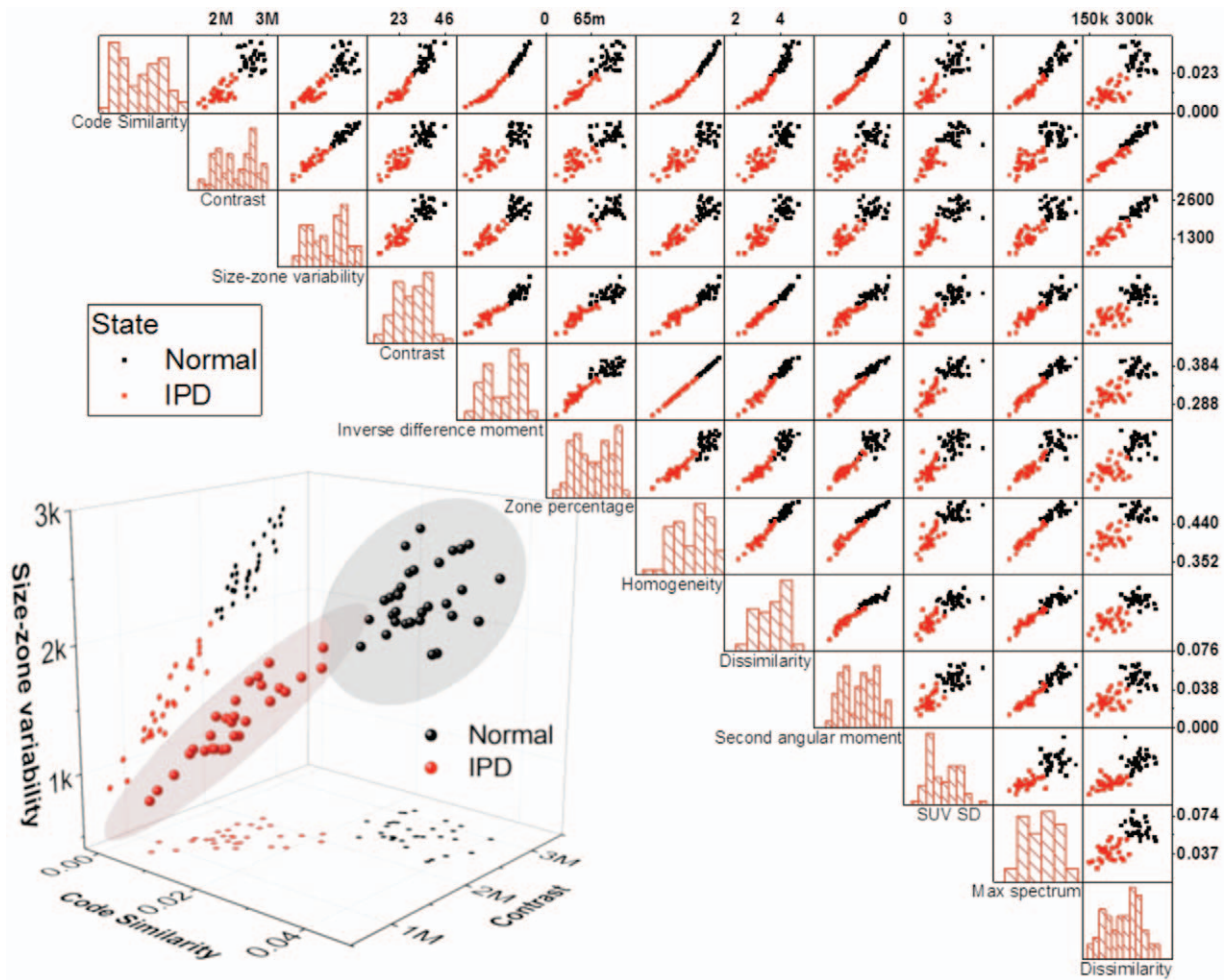 2M 3M 23 46 0 65m 2 4 0 3 150k 300k
0.023
0.000
Code Similarity
Contrast
2600
1300
Size-zone variability
State
Normal
IPD
Contrast
0.384
0.288
Inverse difference moment
Zone percentage
0.440
0.352
Homogeneity
Dissimilarity
0.076
0.038
0.000
Second angular moment
SUV SD
0.074
0.037
Max spectrum
Dissimilarity
3k
2k
1k
Size-zone variability
Normal
IPD
0.00
0.02
0.04
Code Similarity
1M
2M
3M
Contrast